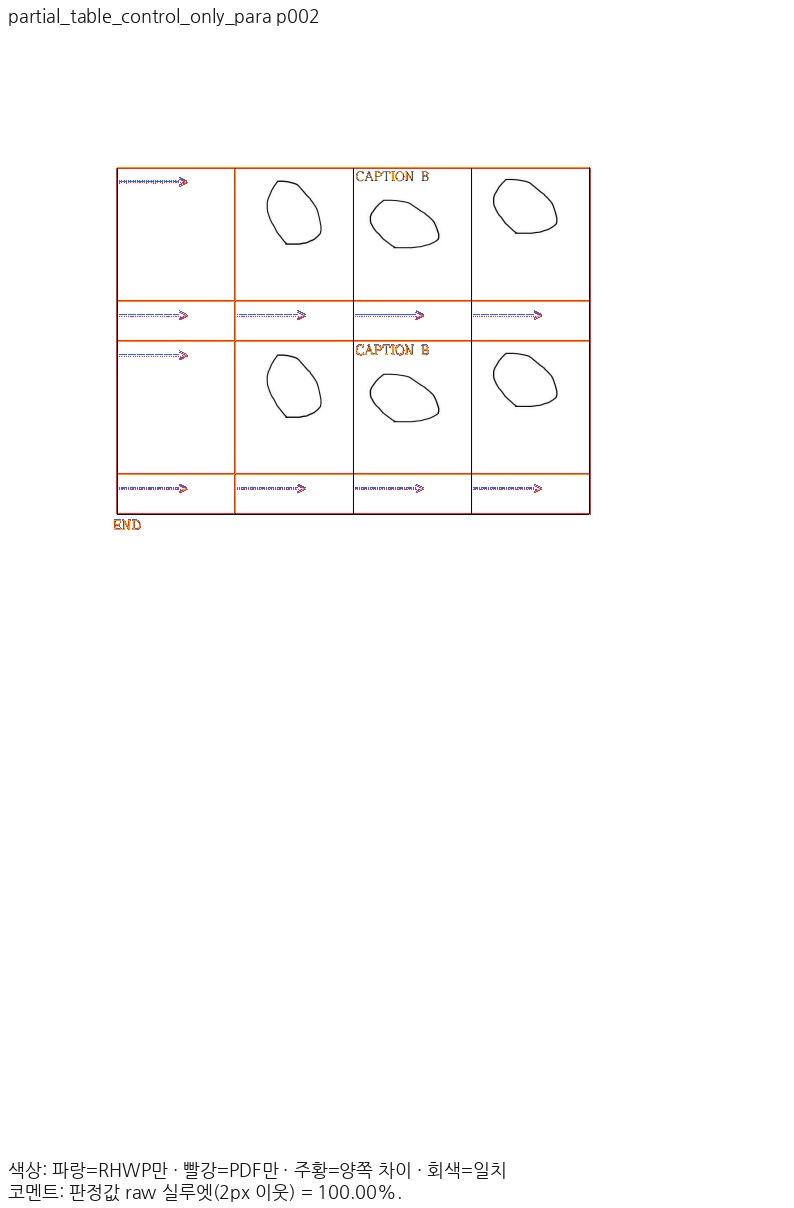 partial_table_control_only_para p002
CAPTION B
CAPTION B
END
색상: 파랑=RHWP만 · 빨강=PDF만 · 주황=양쪽 차이 · 회색=일치
코멘트: 판정값 raw 실루엣(2px 이웃) = 100.00%.